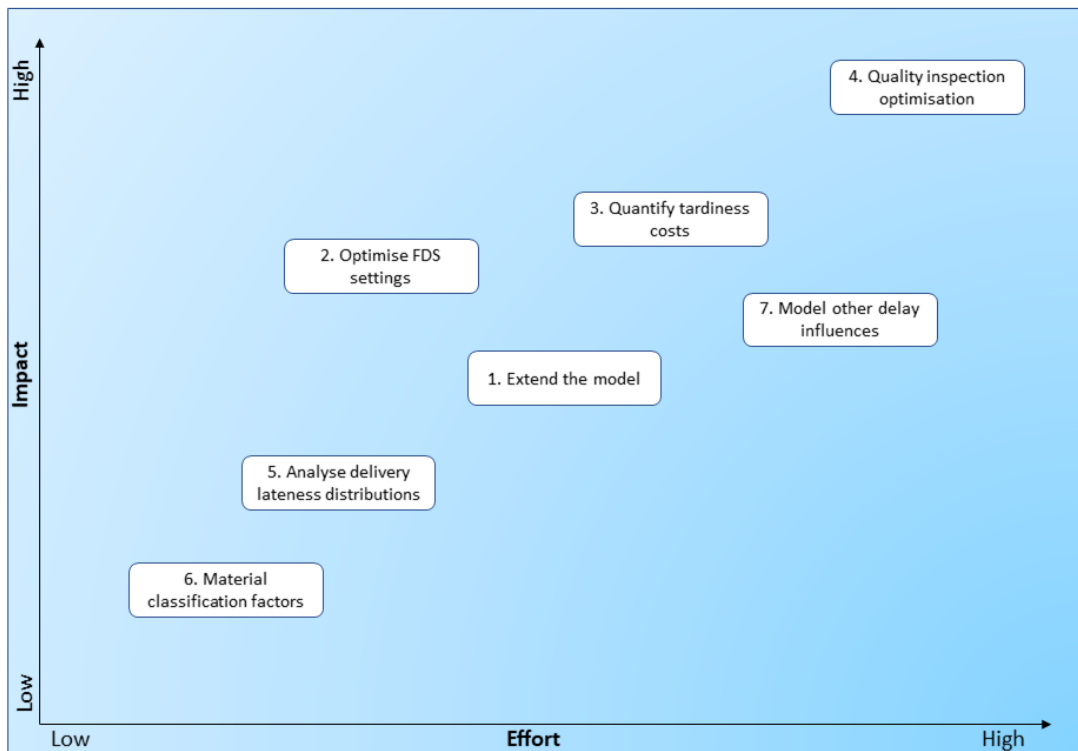 High
4. Quality inspection
optimisation
3. Quantify tardiness
costs
2. Optimise FDS
settings
7. Model other delay
influences
Impact
1. Extend the model
5. Analyse delivery
lateness distributions
6. Material
classification factors
Low
Low
Effort
High